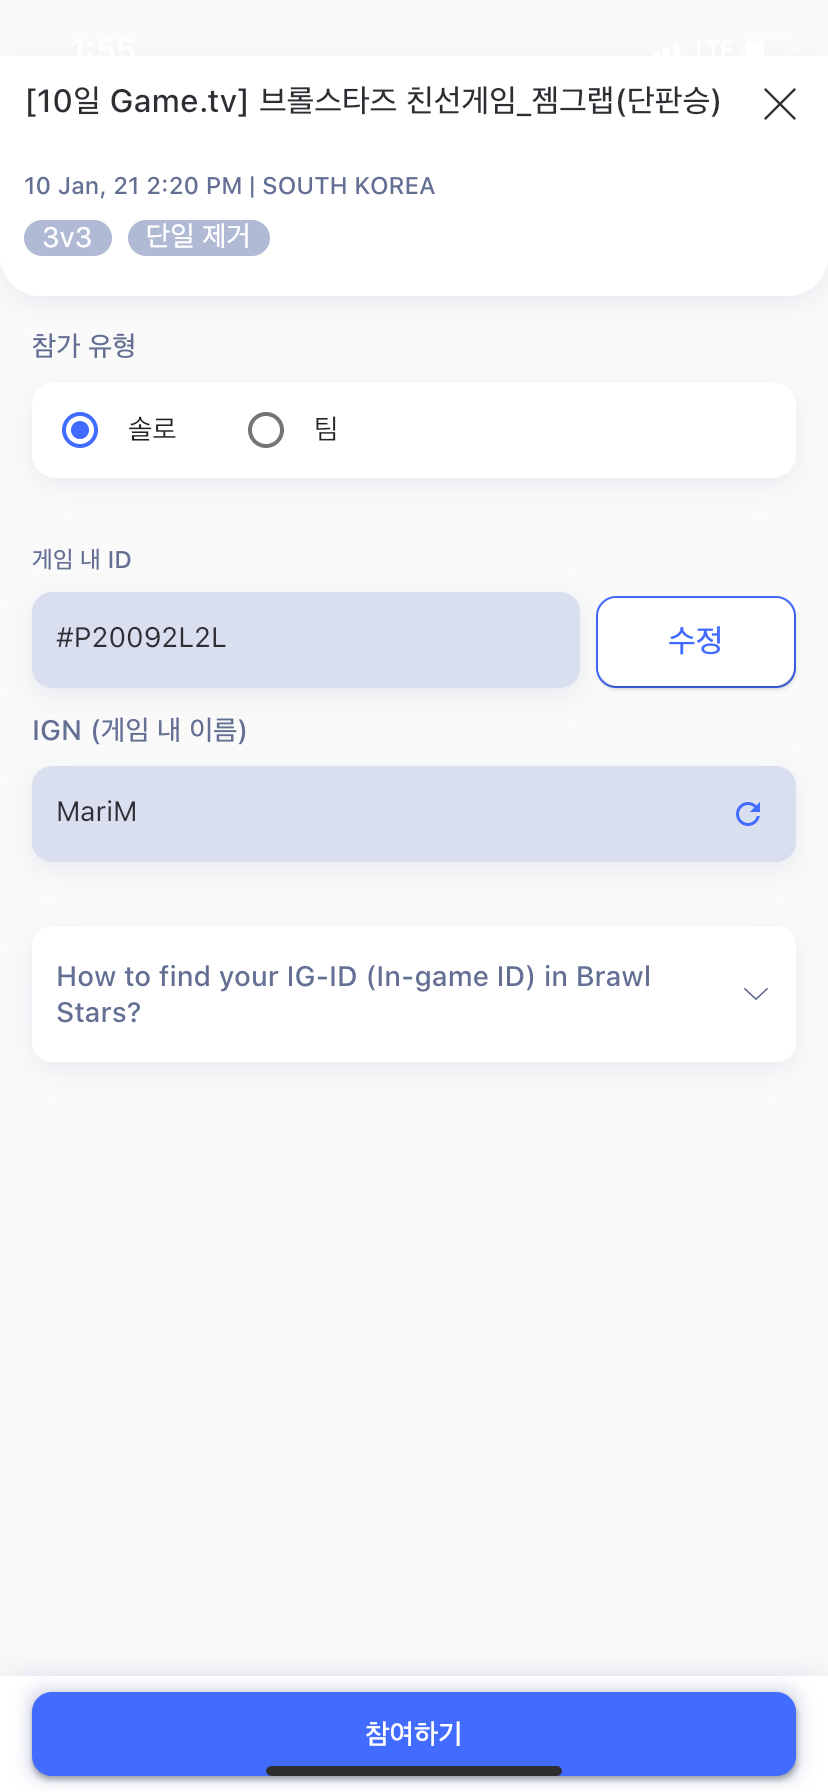 1:55
LTE
[10일 Game.tv] 브롤스타즈 친선게임_젬그랩(단판승)
10 Jan, 21 2:20 PM | SOUTH KOREA
3v3 단일 제거
참가 유형
솔로 팀
게임 내 ID
#P20092L2L 수정
IGN (게임 내 이름)
MariM
How to find your IG-ID (In-game ID) in Brawl
Stars?
참여하기